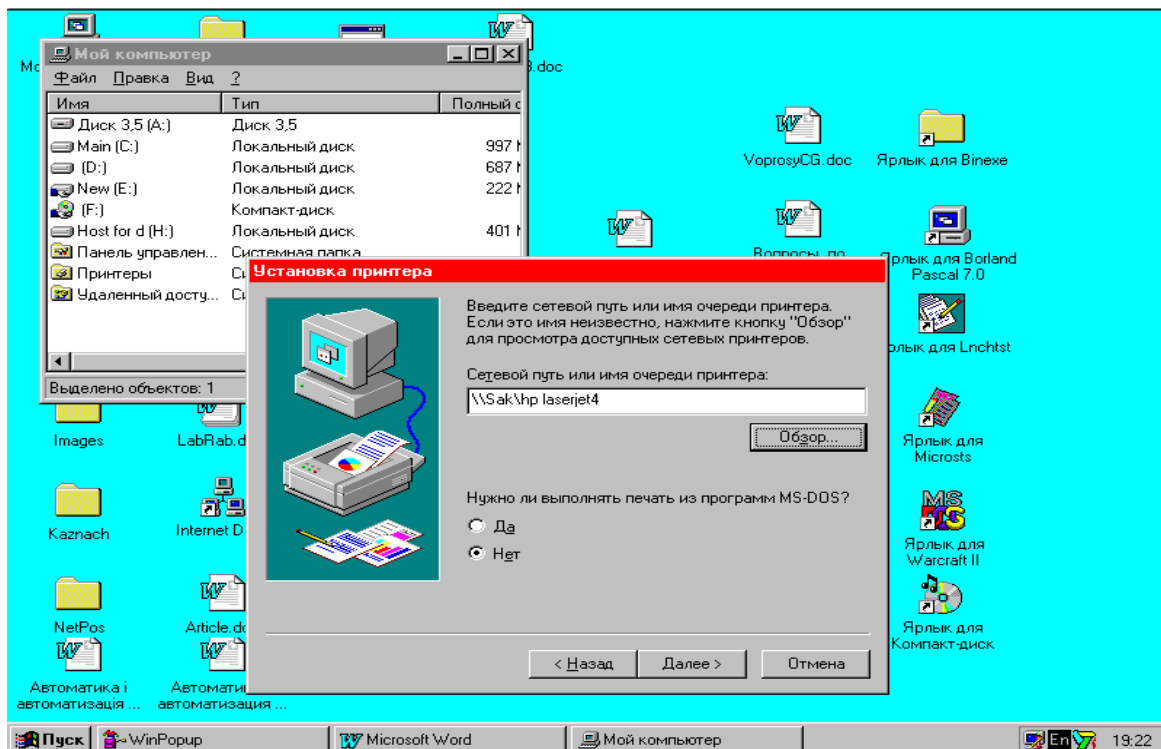 Мой компьютер
Файл Правка Вид ?
Имя Тип Полный
Диск 3,5 (A:) Диск 3,5
Main (C:) Локальный диск 997
(D:) Локальный диск 687
New (E:) Локальный диск 222
(F:) Компакт-диск
Host for d (H:) Локальный диск 401
Панель управлен... Системная папка
Принтеры
Удаленный досту...
Выделено объектов: 1
.doc
VoprosyCG.doc
Ярлык для Binexe
Вопросы по
Ярлык для Borland
Pascal 7.0
Ярлык для Lnchtst
Ярлык для
Microsts
Ярлык для
Warcraft II
Ярлык для
Компакт-диск
Установка принтера
Введите сетевой путь или имя очереди принтера.
Если это имя неизвестно, нажмите кнопку "Обзор"
для просмотра доступных сетевых принтеров.
Сетевой путь или имя очереди принтера:
\\Sak\hp laserjet4
Обзор...
Нужно ли выполнять печать из программ MS-DOS?
Да
Нет
< Назад Далее > Отмена
Images
LabRab.d
Kaznach
Internet D
NetPos
Article.do
Автоматика і
автоматизація ...
Автомати
автоматизация ...
MS
DOS
Пуск WinPopup Microsoft Word Мой компьютер En 19:22